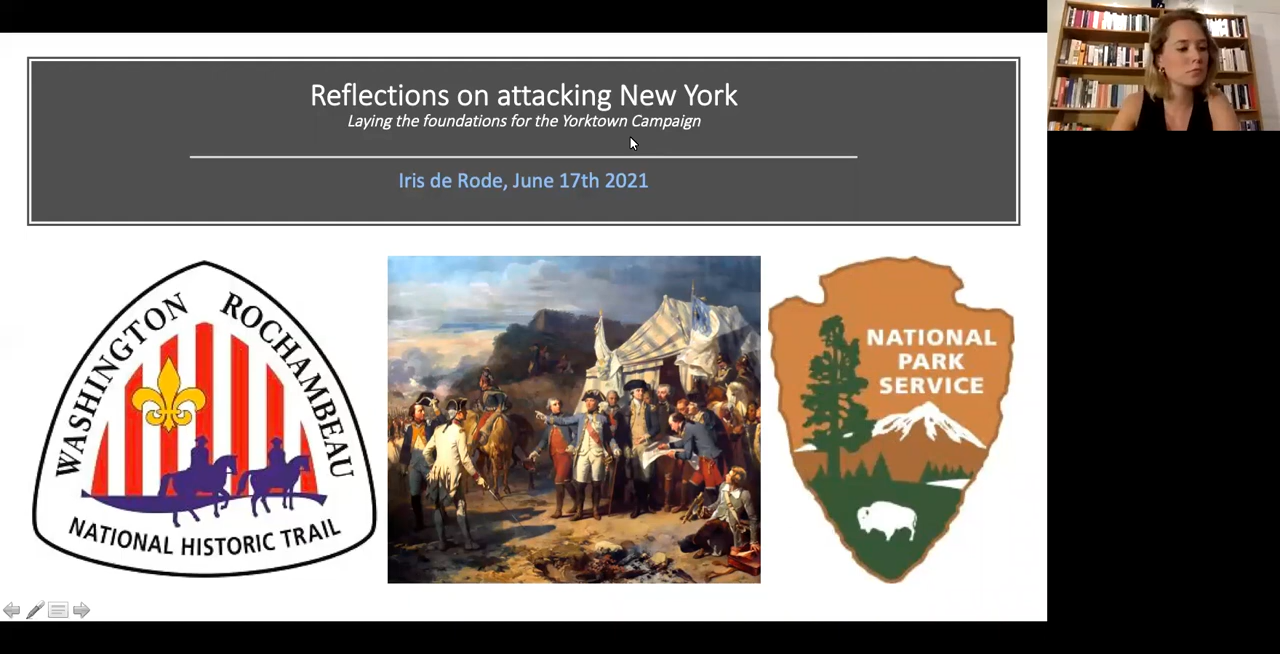 Reflections on attacking New York
Laying the foundations for the Yorktown Campaign
Iris de Rode, June 17th 2021
WASHINGTON ROCHAMBEAU
NATIONAL HISTORIC TRAIL
NATIONAL
PARK
SERVICE